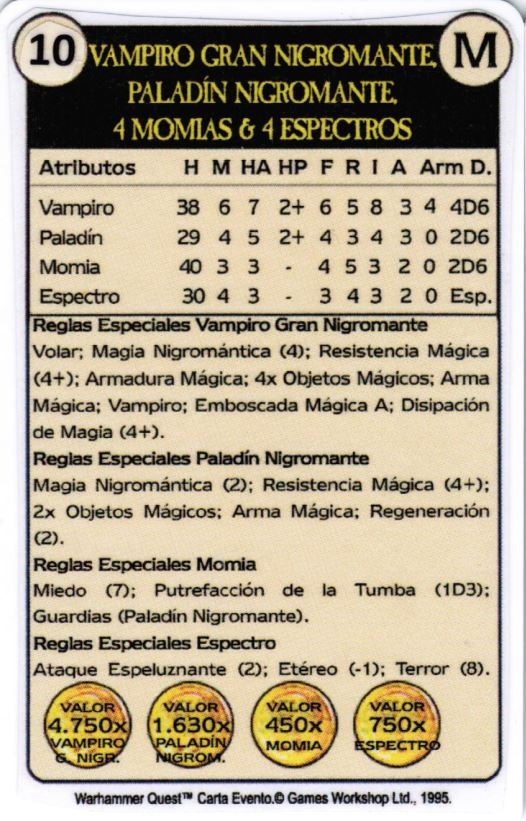 10 VAMPIRO GRAN NIGROMANTE, M
PALADÍN NIGROMANTE,
4 MOMIAS & 4 ESPECTROS
Atributos H M HA HP F R I A Arm D.
Vampiro 38 6 7 2+ 6 5 8 3 4 4D6
Paladín 29 4 5 2+ 4 3 4 3 0 2D6
Momia 40 3 3 - 4 5 3 2 0 2D6
Espectro 30 4 3 - 3 4 3 2 0 Esp.
Reglas Especiales Vampiro Gran Nigromante
Volar; Magia Nigromántica (4); Resistencia Mágica
(4+); Armadura Mágica; 4x Objetos Mágicos; Arma
Mágica; Vampiro; Emboscada Mágica A; Disipación
de Magia (4+).
Reglas Especiales Paladín Nigromante
Magia Nigromántica (2); Resistencia Mágica (4+);
2x Objetos Mágicos; Arma Mágica; Regeneración
(2).
Reglas Especiales Momia
Miedo (7); Putrefacción de la Tumba (1D3);
Guardias (Paladín Nigromante).
Reglas Especiales Espectro
Ataque Espeluznante (2); Etéreo (-1); Terror (8).
VALOR VALOR VALOR VALOR
4.750x 1.630x 450x 750x
VAMPIRO PALADÍN MOMIA ESPECTRO
G. NIGR. NIGROM.
Warhammer Quest™ Carta Evento.© Games Workshop Ltd., 1995.